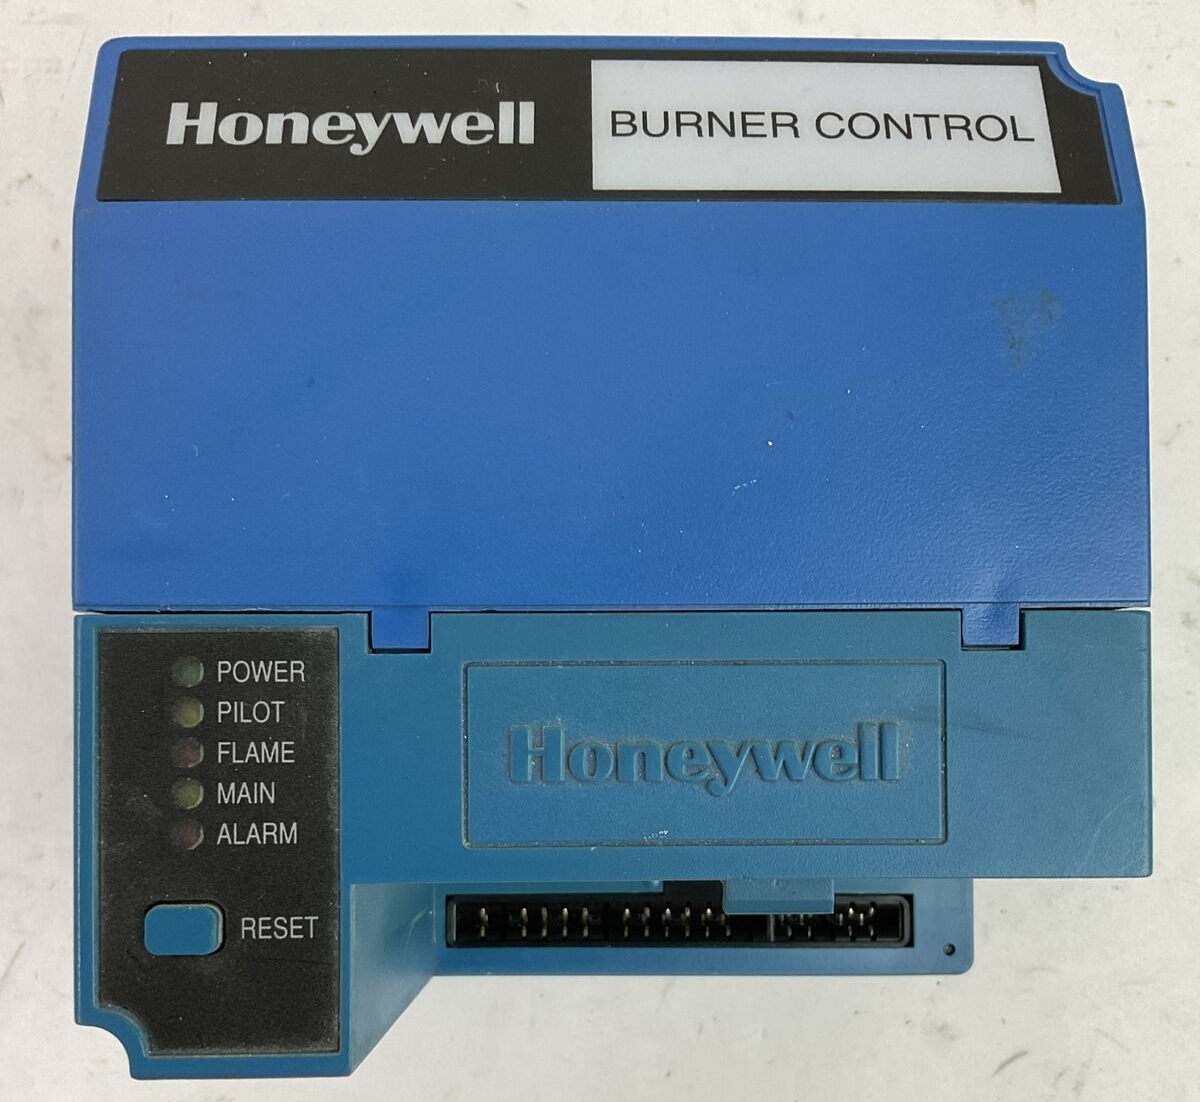 Honeywell BURNER CONTROL
POWER
PILOT
FLAME
MAIN
ALARM
RESET
Honeywell